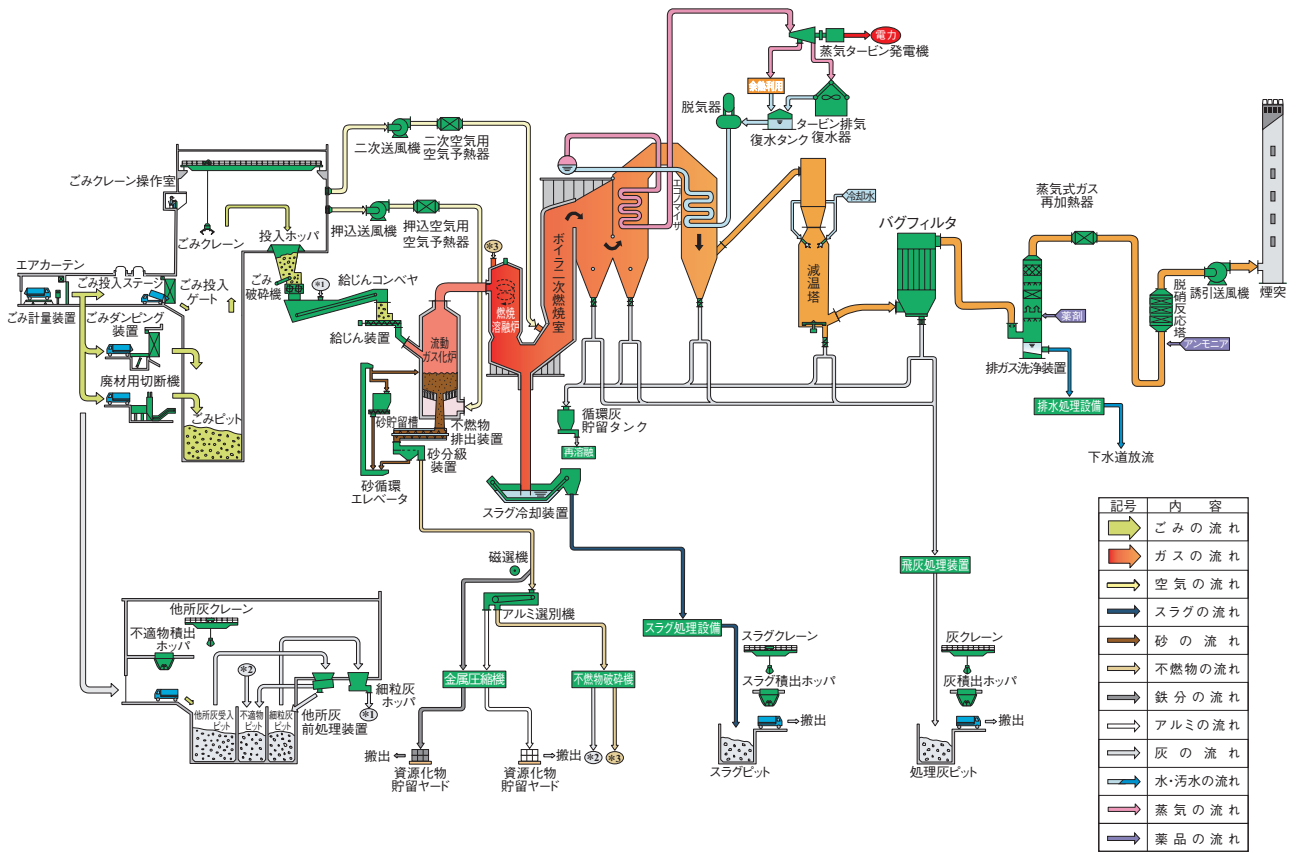 電力
蒸気タービン発電機
余熱利用
脱気器
タービン排気
復水器
復水タンク
二次送風機
二次空気用
空気予熱器
ごみクレーン操作室
押込送風機
押込空気用
空気予熱器
ごみクレーン
投入ホッパ
エコノマイザ
冷却水
バグフィルタ
蒸気式ガス
再加熱器
エアカーテン
ごみ投入ステージ
ごみ投入
ゲート
ごみ
破砕機
*1
給じんコンベヤ
*3
ボイラ二次燃焼室
減温塔
脱硝反応塔
誘引送風機
煙突
ごみ計量装置
ごみダンピング
装置
給じん装置
流動
ガス化炉
燃焼
溶融炉
薬剤
アンモニア
排ガス洗浄装置
廃材用切断機
ごみピット
砂貯留槽
不燃物
排出装置
砂分級
装置
砂循環
エレベータ
循環灰
貯留タンク
再溶融
排水処理設備
下水道放流
スラグ冷却装置
磁選機
アルミ選別機
飛灰処理装置
他所灰クレーン
不適物積出
ホッパ
*2
細粒灰
ホッパ
*1
他所灰
前処理装置
他所灰受入
ピット
不適物
ピット
細粒灰
ピット
金属圧縮機
不燃物破砕機
スラグ処理設備
スラグクレーン
スラグ積出ホッパ
搬出
スラグピット
灰クレーン
灰積出ホッパ
搬出
処理灰ピット
搬出
資源化物
貯留ヤード
搬出
資源化物
貯留ヤード
*2
*3
記号 内 容
ごみの流れ
ガスの流れ
空気の流れ
スラグの流れ
砂の流れ
不燃物の流れ
鉄分の流れ
アルミの流れ
灰の流れ
水・汚水の流れ
蒸気の流れ
薬品の流れ